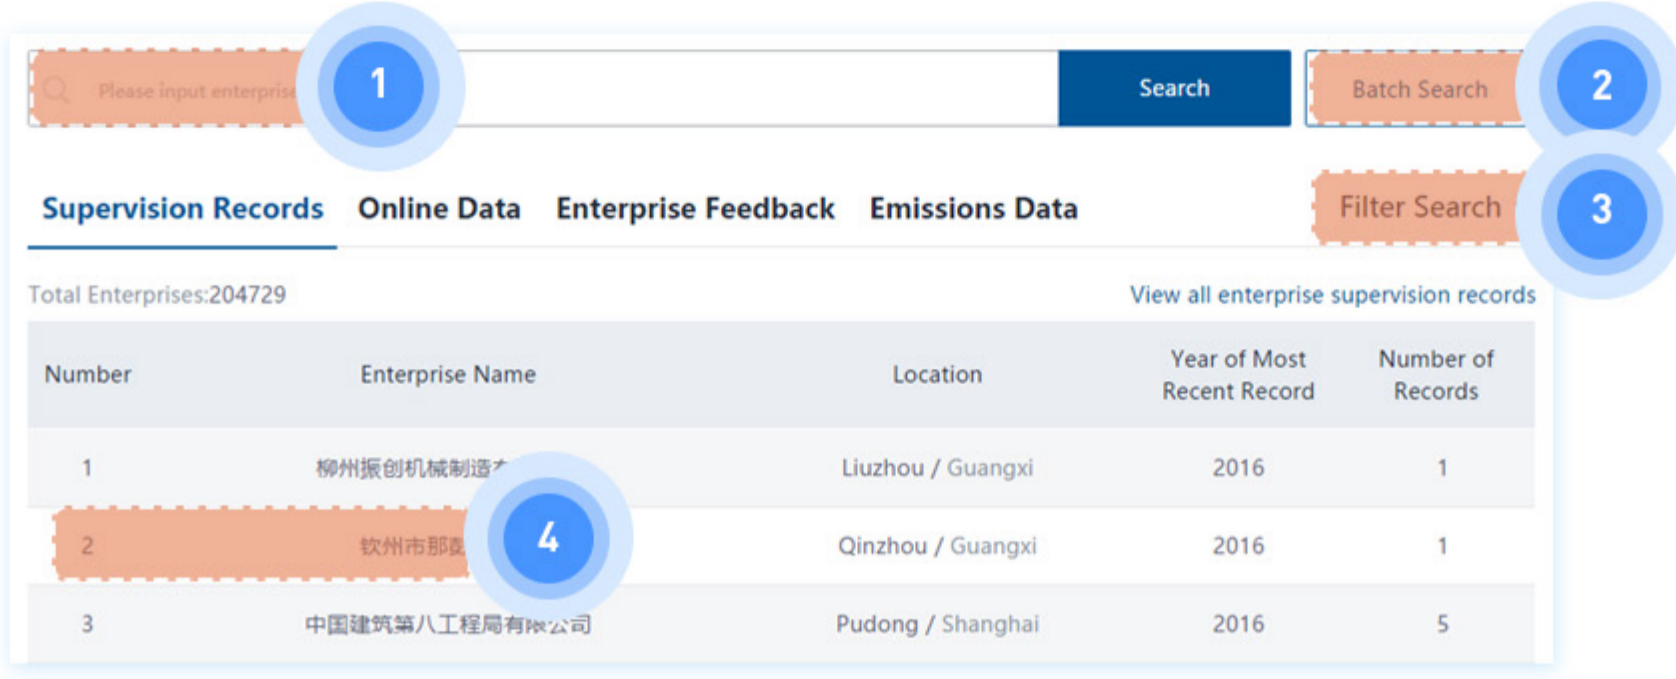 Please input enterprise
1
Search
Batch Search
2
Supervision Records Online Data Enterprise Feedback Emissions Data
Filter Search
3
Total Enterprises:204729
View all enterprise supervision records
Number Enterprise Name Location Year of Most Recent Record Number of Records
1 柳州振创机械制造 Liuzhou / Guangxi 2016 1
2 钦州市那 4 Qinzhou / Guangxi 2016 1
3 中国建筑第八工程局有限公司 Pudong / Shanghai 2016 5